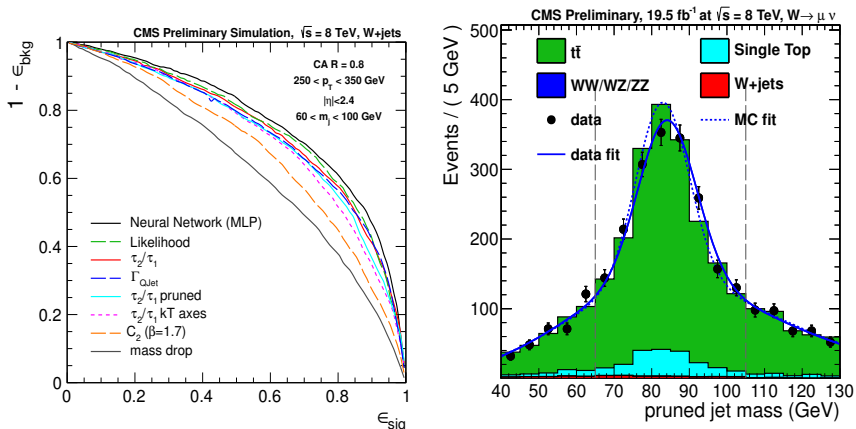 CMS Preliminary Simulation, √s = 8 TeV, W+jets
1 - ϵbkg
1
0.8
0.6
0.4
0.2
0
CA R = 0.8
250 < pT < 350 GeV
|η|<2.4
60 < mj < 100 GeV
Neural Network (MLP)
Likelihood
τ2/τ1
ΓQJet
τ2/τ1 pruned
τ2/τ1 kT axes
C2 (β=1.7)
mass drop
0 0.2 0.4 0.6 0.8 1
ϵsig
CMS Preliminary, 19.5 fb-1 at √s = 8 TeV, W→ μ ν
Events / ( 5 GeV )
500
400
300
200
100
tt̄
Single Top
WW/WZ/ZZ
W+jets
data
MC fit
data fit
40 50 60 70 80 90 100 110 120 130
pruned jet mass (GeV)